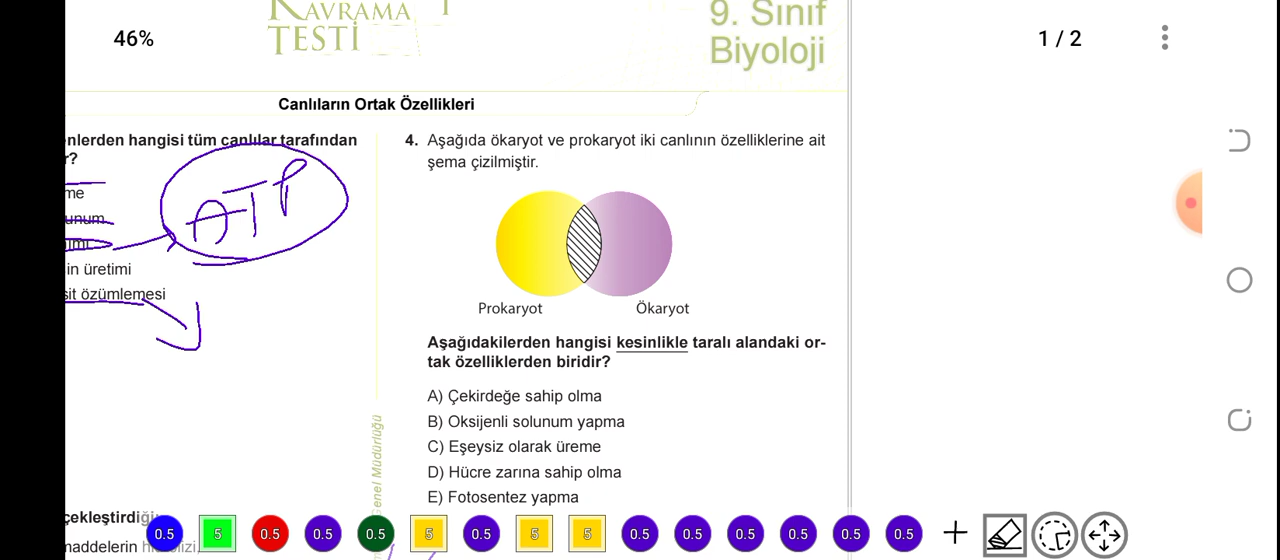 46%
KAVRAMA
TESTİ
9. Sınıf
Biyoloji
1 / 2
Canlıların Ortak Özellikleri
enlerden hangisi tüm canlılar tarafından
r?
me
unum
imi
in üretimi
sit özümlemesi
ATP
çekleştirdiği
maddelerin
4. Aşağıda ökaryot ve prokaryot iki canlının özelliklerine ait
şema çizilmiştir.
Prokaryot
Ökaryot
Aşağıdakilerden hangisi kesinlikle taralı alandaki or-
tak özelliklerden biridir?
A) Çekirdeğe sahip olma
B) Oksijenli solunum yapma
C) Eşeysiz olarak üreme
D) Hücre zarına sahip olma
E) Fotosentez yapma
enel Müdürlüğü
0.5 5 0.5 0.5 0.5 5 0.5 5 5 0.5 0.5 0.5 0.5 0.5 0.5